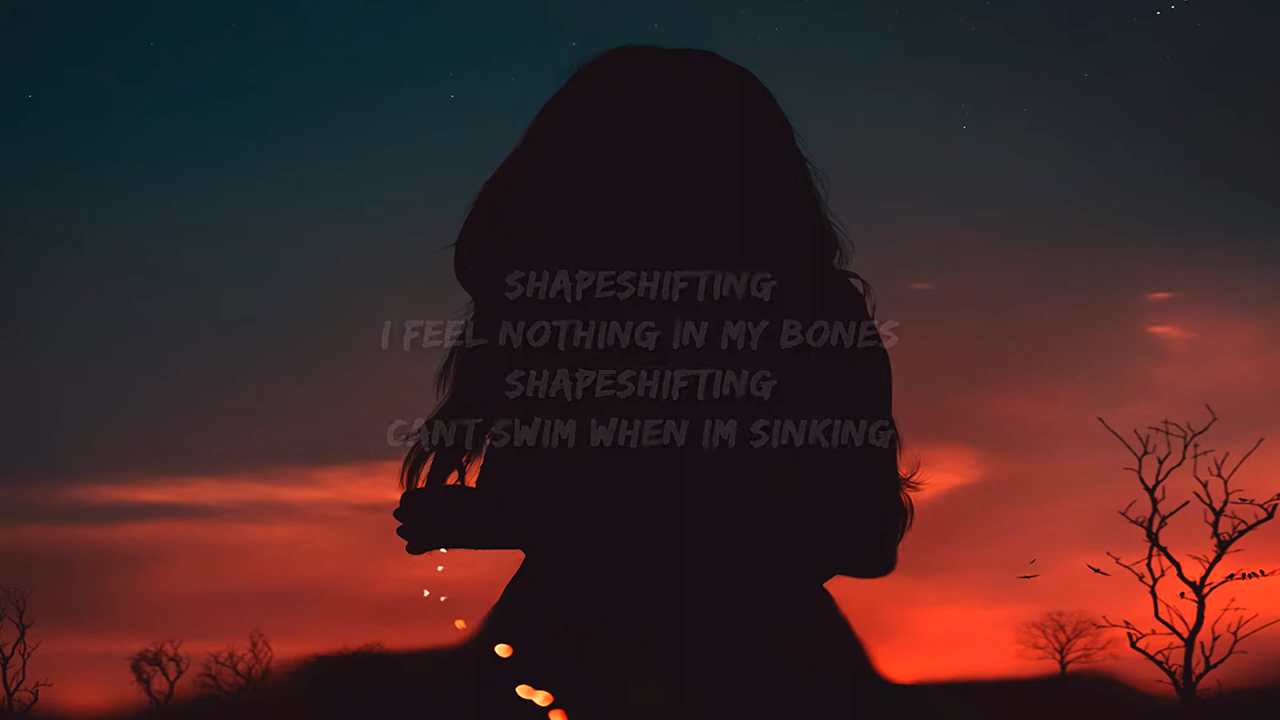 SHAPESHIFTING
I FEEL NOTHING IN MY BONES
SHAPESHIFTING
CANT SWIM WHEN IM SINKING